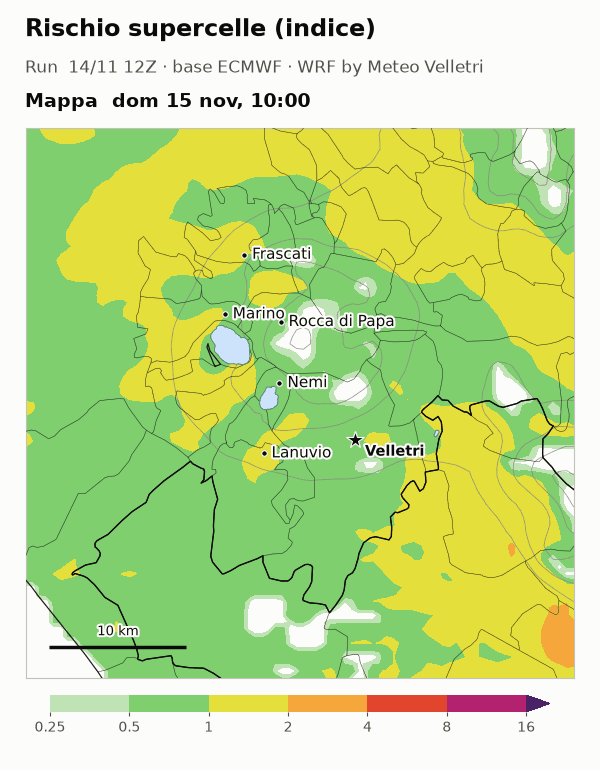 Rischio supercelle (indice)
Run  14/11 12Z · base ECMWF · WRF by Meteo Velletri
Mappa  dom 15 nov, 10:00
Frascati
Marino
Rocca di Papa
Nemi
Velletri
Lanuvio
10 km
0.25 0.5 1 2 4 8 16